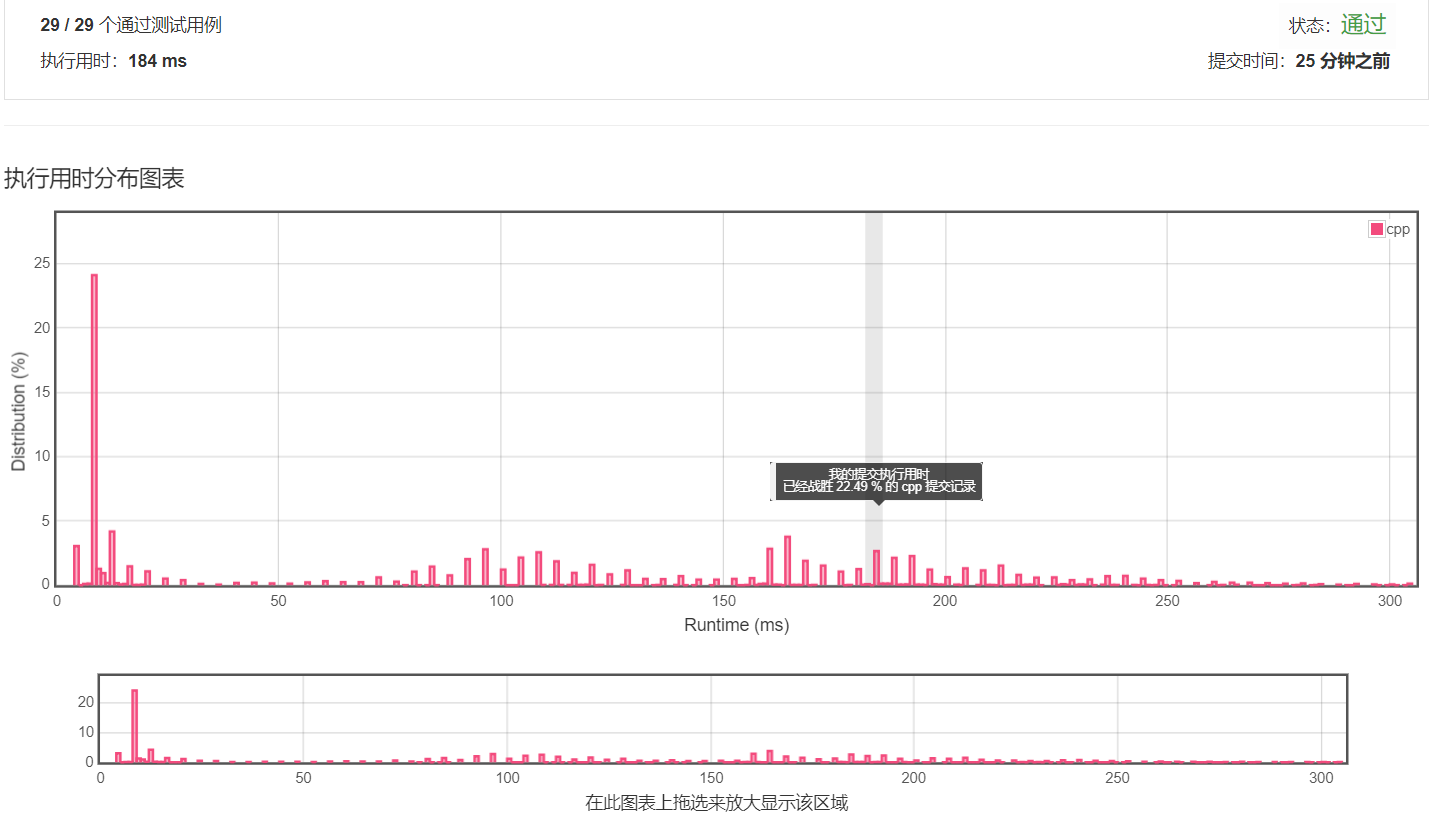 29 / 29 个通过测试用例
状态：通过
执行用时：184 ms
提交时间：25 分钟之前
执行用时分布图表
cpp
25
20
15
10
5
0
Distribution (%)
我的提交执行用时
已经战胜 22.49 % 的 cpp 提交记录
0 50 100 150 200 250 300
Runtime (ms)
20
10
0
0 50 100 150 200 250 300
在此图表上拖选来放大显示该区域